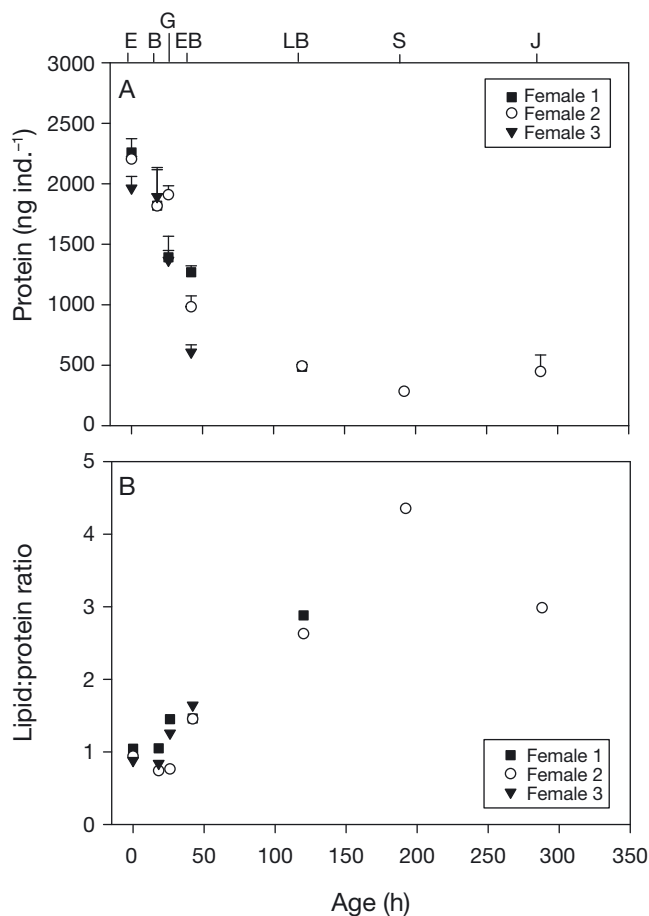 G
E B EB LB S J
A
Protein (ng ind.⁻¹)
3000
2500
2000
1500
1000
500
0
Female 1
Female 2
Female 3
B
Lipid:protein ratio
5
4
3
2
1
0
Female 1
Female 2
Female 3
0 50 100 150 200 250 300 350
Age (h)